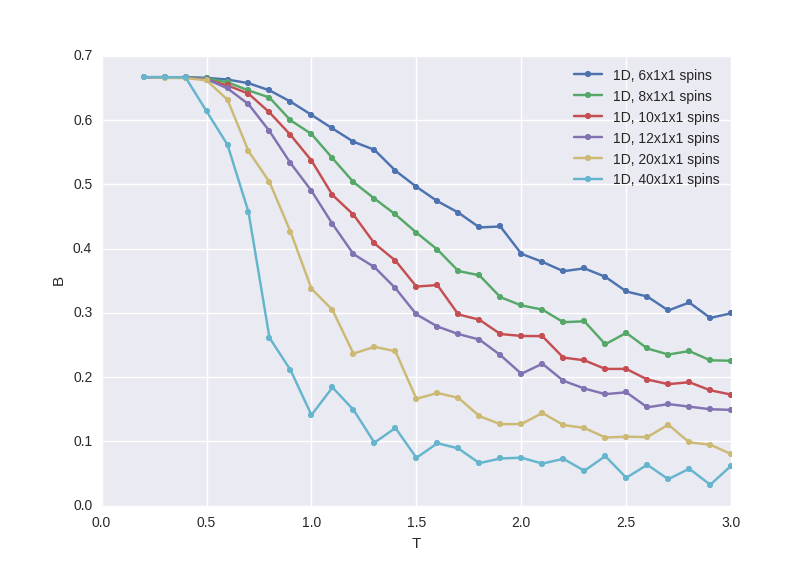 0.7
0.6
0.5
0.4
0.3
0.2
0.1
0.0
B
1D, 6x1x1 spins
1D, 8x1x1 spins
1D, 10x1x1 spins
1D, 12x1x1 spins
1D, 20x1x1 spins
1D, 40x1x1 spins
0.0 0.5 1.0 1.5 2.0 2.5 3.0
T